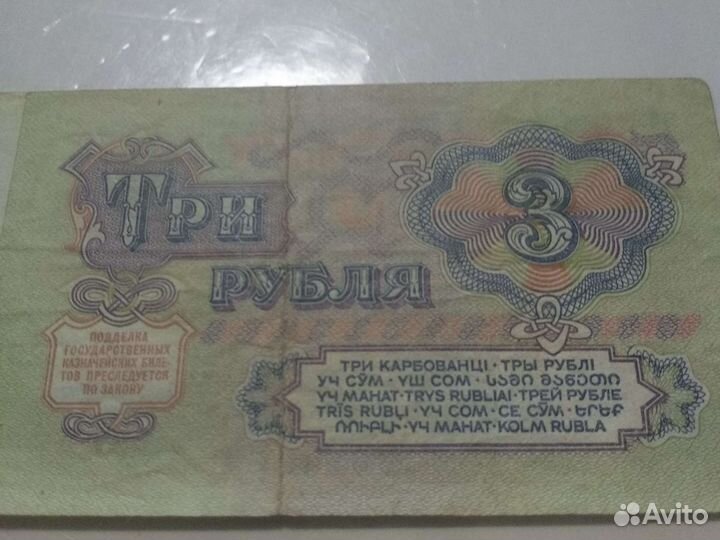 ТРИ
3
РУБЛЯ
ПОДДЕЛКА
ГОСУДАРСТВЕННЫХ
КАЗНАЧЕЙСКИХ БИЛЕ-
ТОВ ПРЕСЛЕДУЕТСЯ
ПО ЗАКОНУ
ТРИ КАРБОВАНЦІ · ТРЫ РУБЛІ
УЧ СЎМ · ҮШ СОМ · ᲡᲐᲛᲘ ᲛᲐᲜᲔᲗᲘ
ҮЧ МАНАТ · TRYS RUBLIAI · ТРЕЙ РУБЛЕ
TRĪS RUBĻI · ҮЧ СОМ · СЕ СӮМ · ԵՐԵՔ
ՌՈՒԲԼԻ · ҮЧ МАНАТ · KOLM RUBLA
Avito